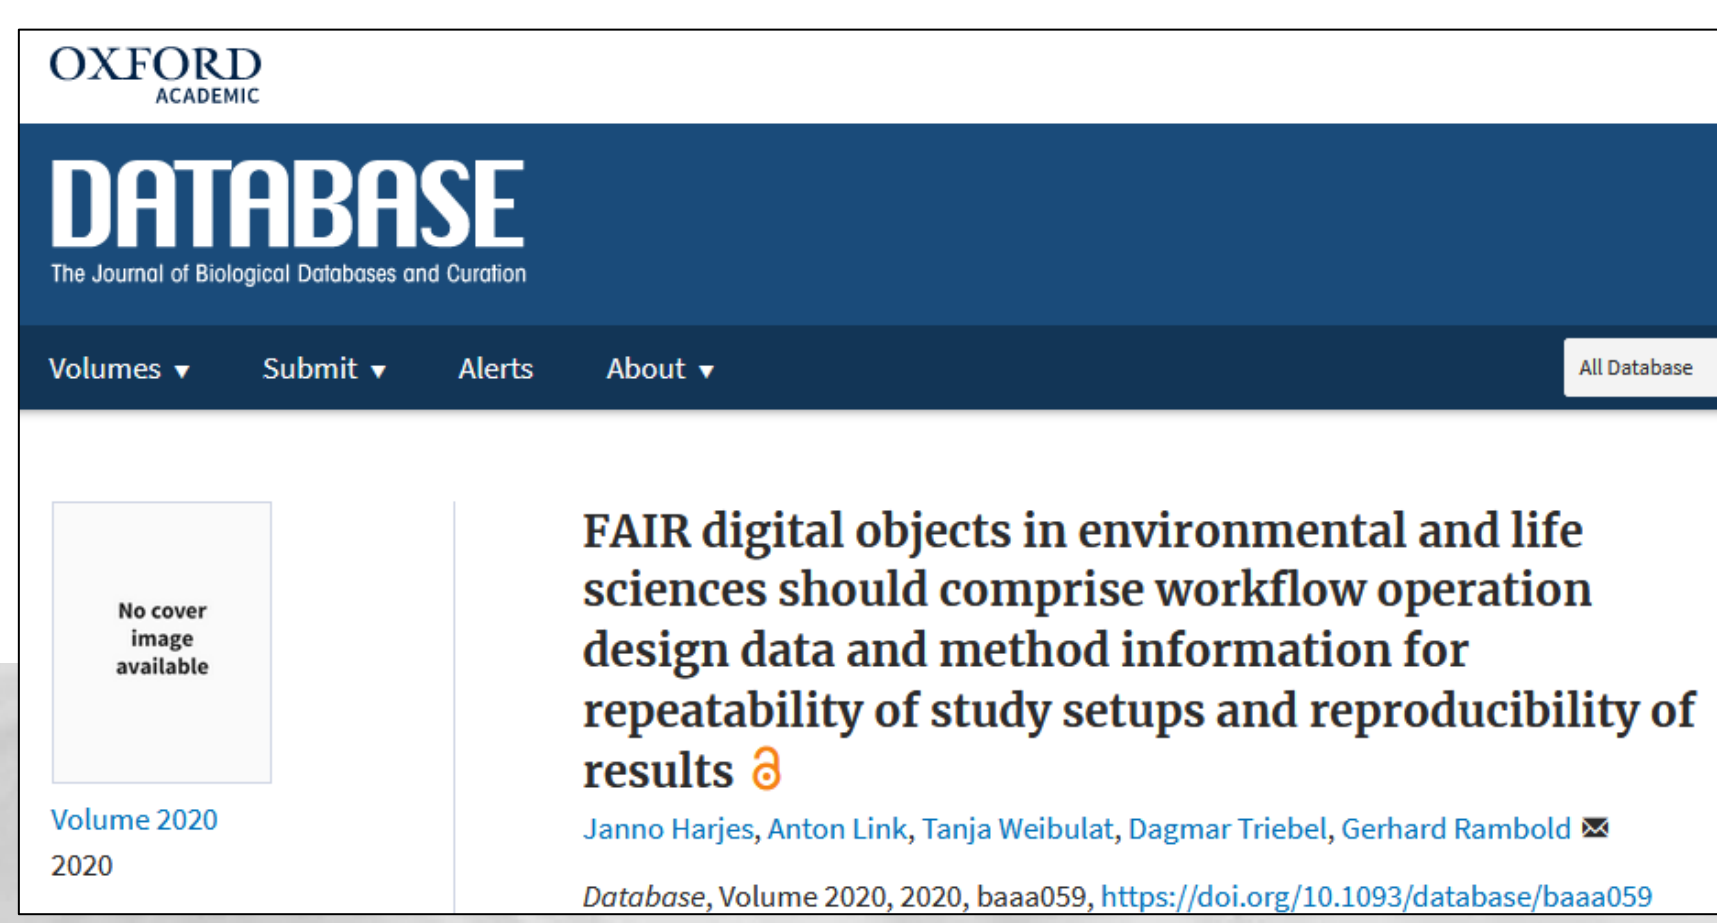 OXFORD
ACADEMIC
DATABASE
The Journal of Biological Databases and Curation
Volumes ▼ Submit ▼ Alerts About ▼ All Database
No cover
image
available
Volume 2020
2020
FAIR digital objects in environmental and life
sciences should comprise workflow operation
design data and method information for
repeatability of study setups and reproducibility of
results
Janno Harjes, Anton Link, Tanja Weibulat, Dagmar Triebel, Gerhard Rambold
Database, Volume 2020, 2020, baaa059, https://doi.org/10.1093/database/baaa059